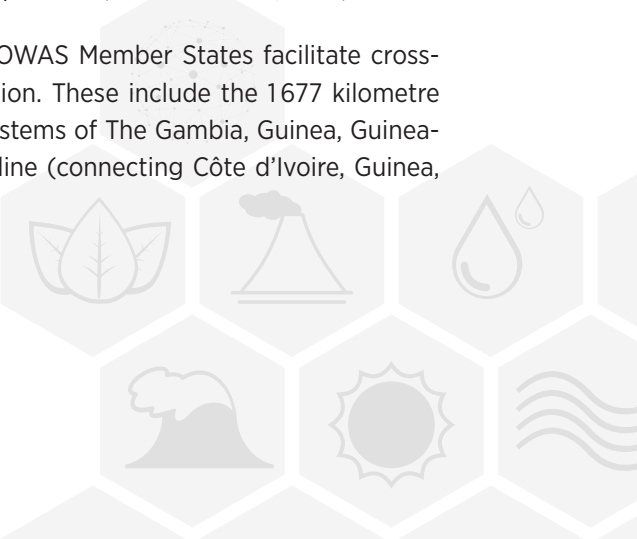 OWAS Member States facilitate cross-
ion. These include the 1677 kilometre
stems of The Gambia, Guinea, Guinea-
line (connecting Côte d’Ivoire, Guinea,